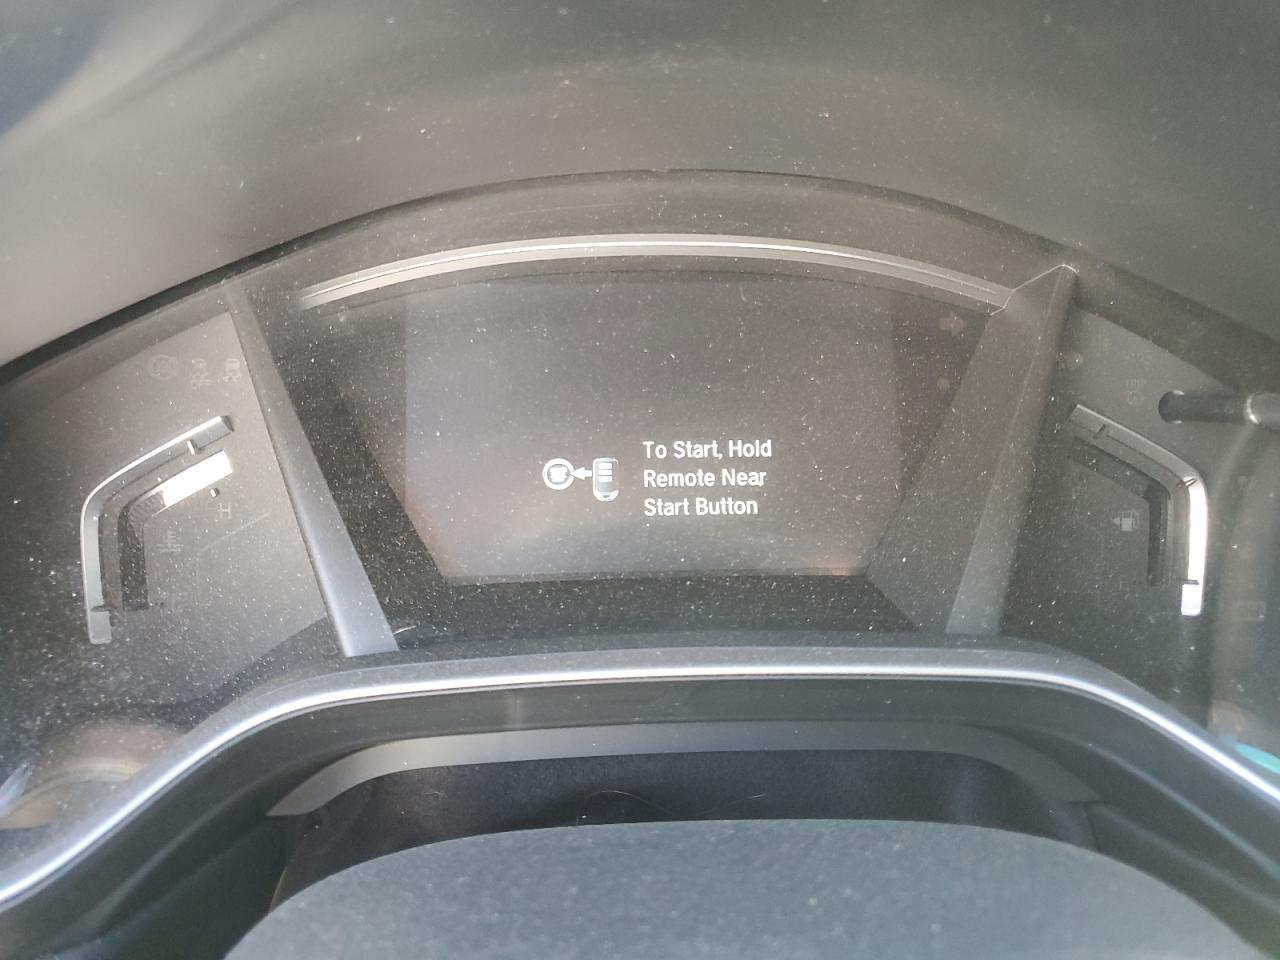 To Start, Hold
Remote Near
Start Button
H